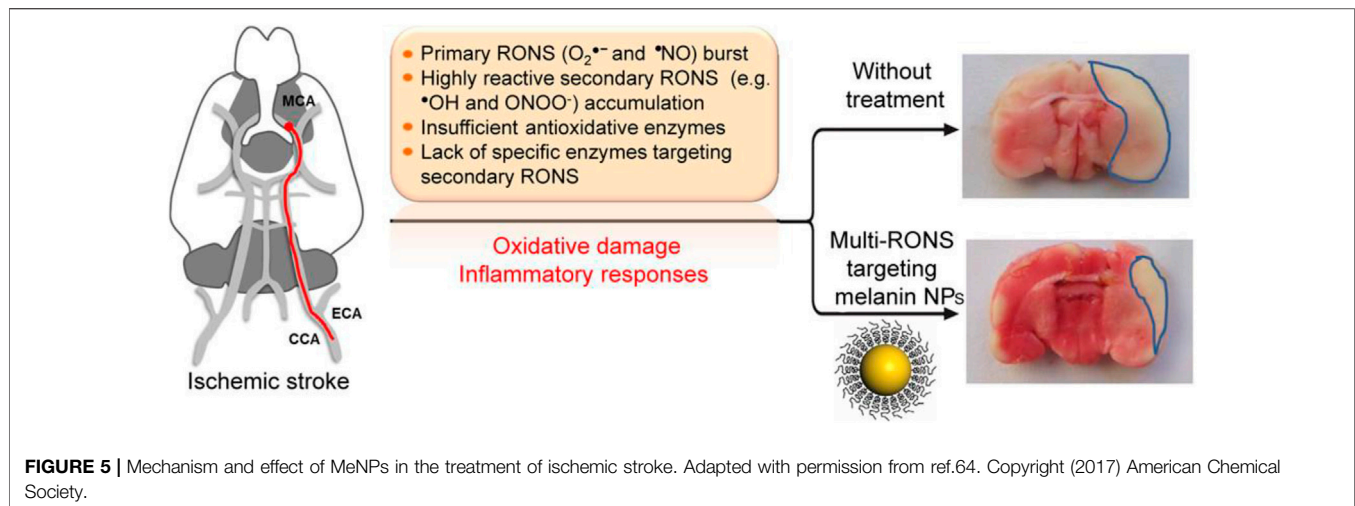 MCA
ECA
CCA
Ischemic stroke
• Primary RONS (O₂•⁻ and •NO) burst
• Highly reactive secondary RONS (e.g.
•OH and ONOO⁻) accumulation
• Insufficient antioxidative enzymes
• Lack of specific enzymes targeting
secondary RONS
Oxidative damage
Inflammatory responses
Without
treatment
Multi-RONS
targeting
melanin NPs
FIGURE 5 | Mechanism and effect of MeNPs in the treatment of ischemic stroke. Adapted with permission from ref.64. Copyright (2017) American Chemical
Society.